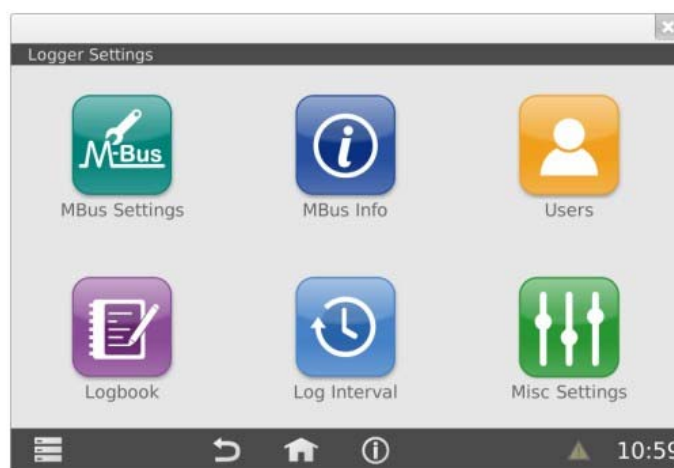 Logger Settings
M-Bus
MBus Settings
MBus Info
Users
Logbook
Log Interval
Misc Settings
10:59